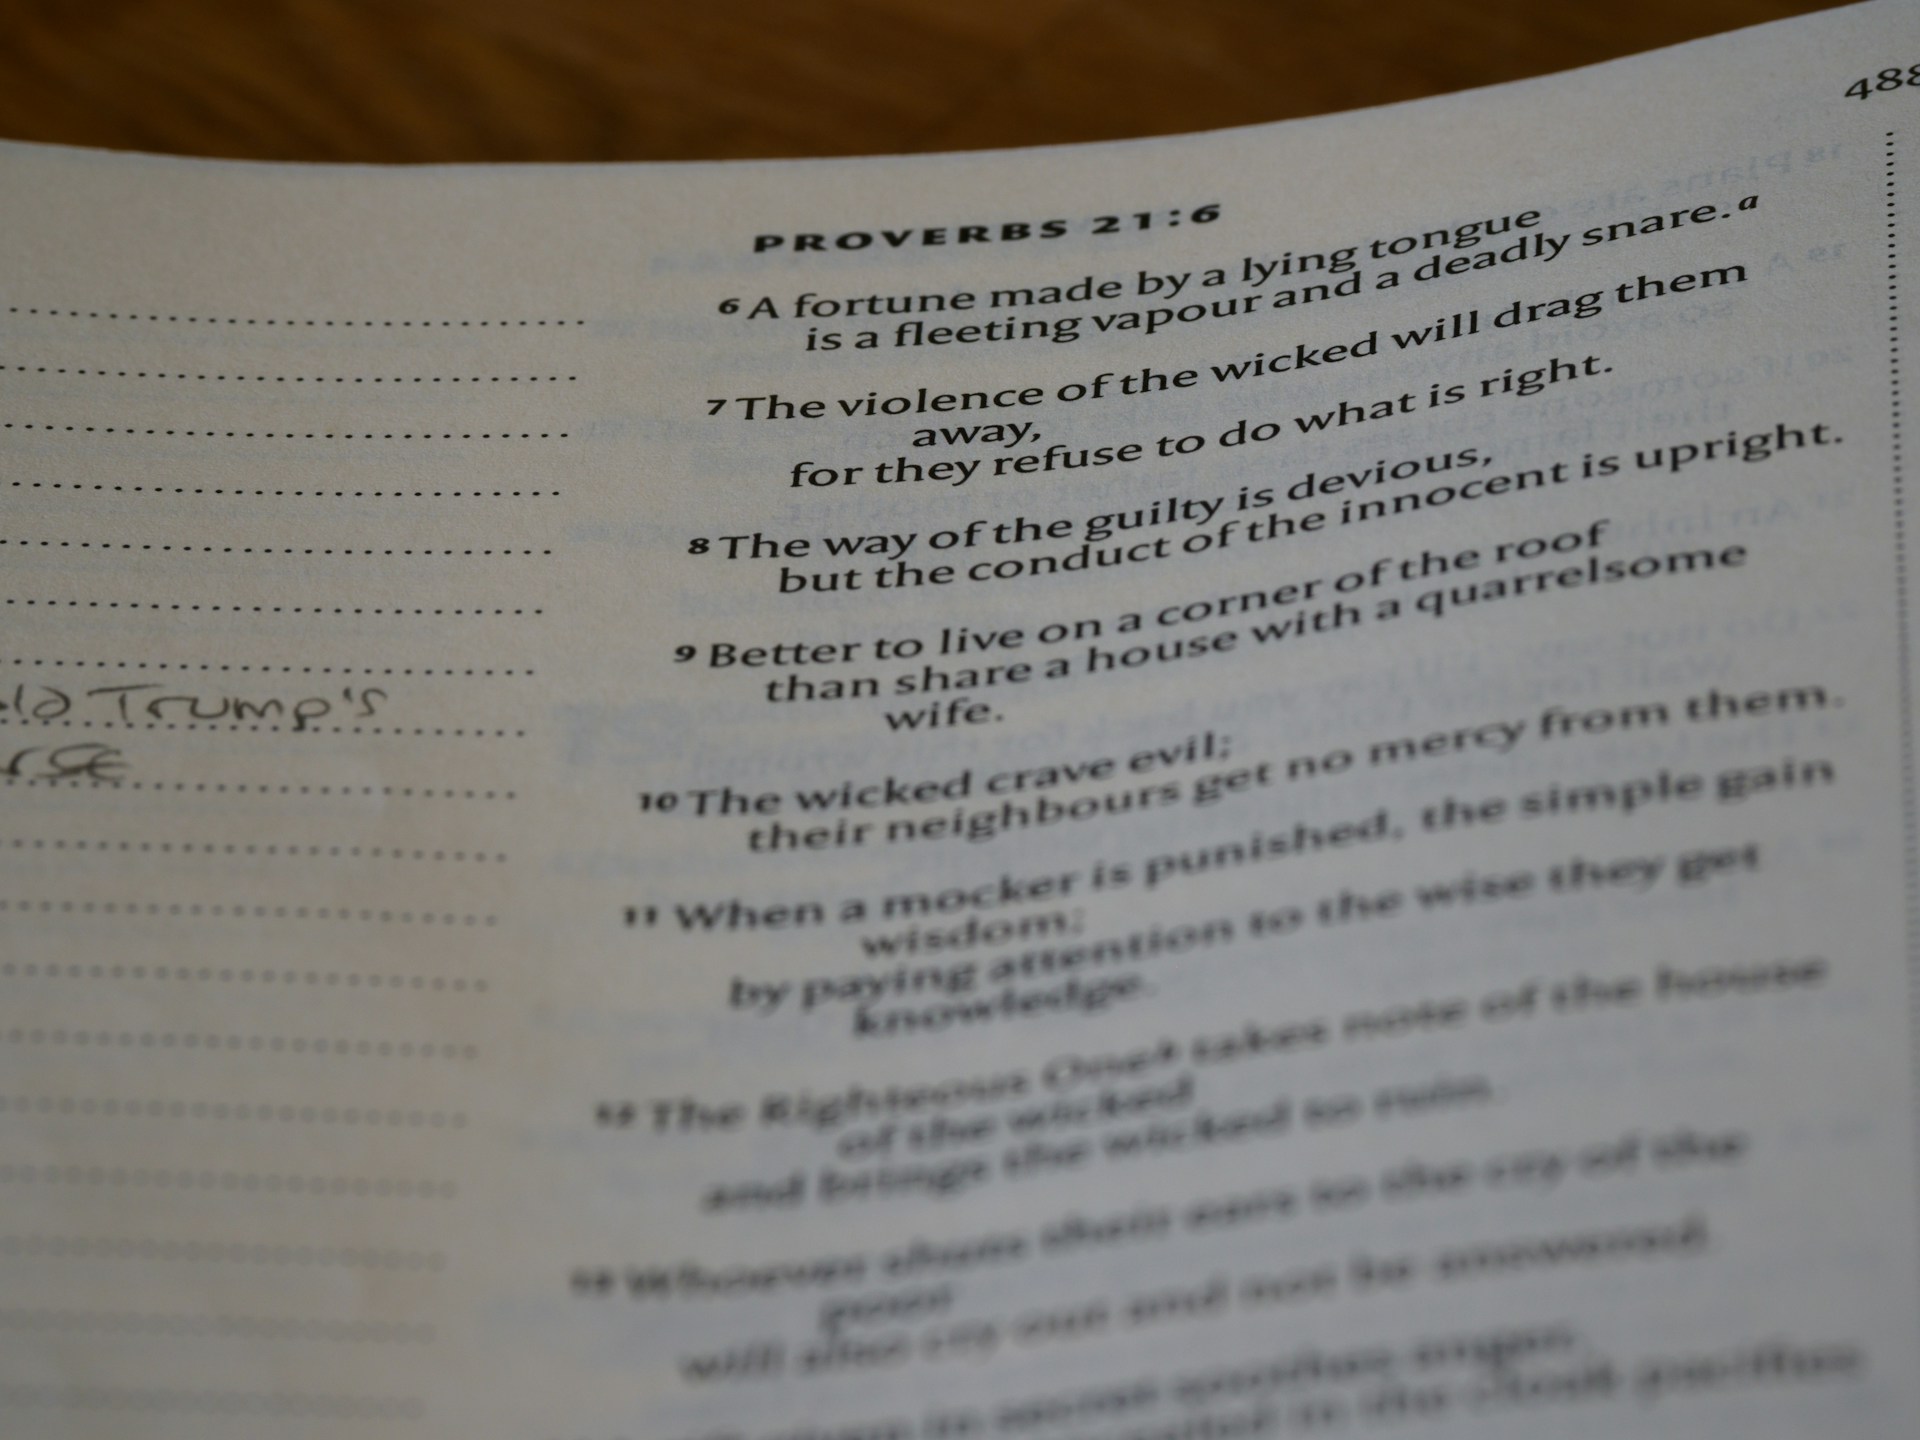 488
PROVERBS 21:6
6 A fortune made by a lying tongue
is a fleeting vapour and a deadly snare.a
7 The violence of the wicked will drag them
away,
for they refuse to do what is right.
8 The way of the guilty is devious,
but the conduct of the innocent is upright.
9 Better to live on a corner of the roof
than share a house with a quarrelsome
wife.
10 The wicked crave evil;
their neighbours get no mercy from them.
11 When a mocker is punished, the simple gain
wisdom;
by paying attention to the wise they get
knowledge.
12 The Righteous One takes note of the house
of the wicked
and brings the wicked to ruin.
13 Whoever shuts their ears to the cry of the
poor
will also cry out and not be answered.
Trump's